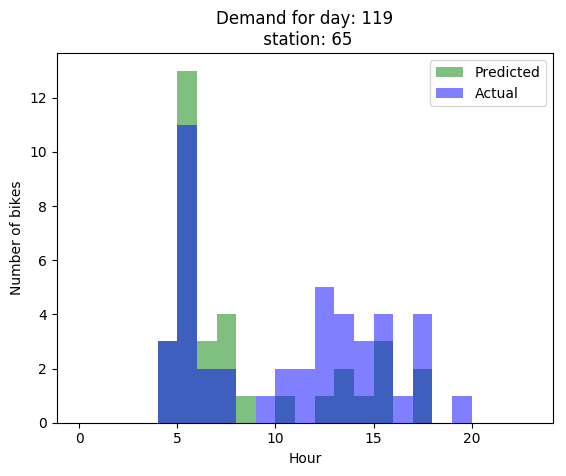 Demand for day: 119
station: 65
Predicted
Actual
Number of bikes
12
10
8
6
4
2
0
0 5 10 15 20
Hour